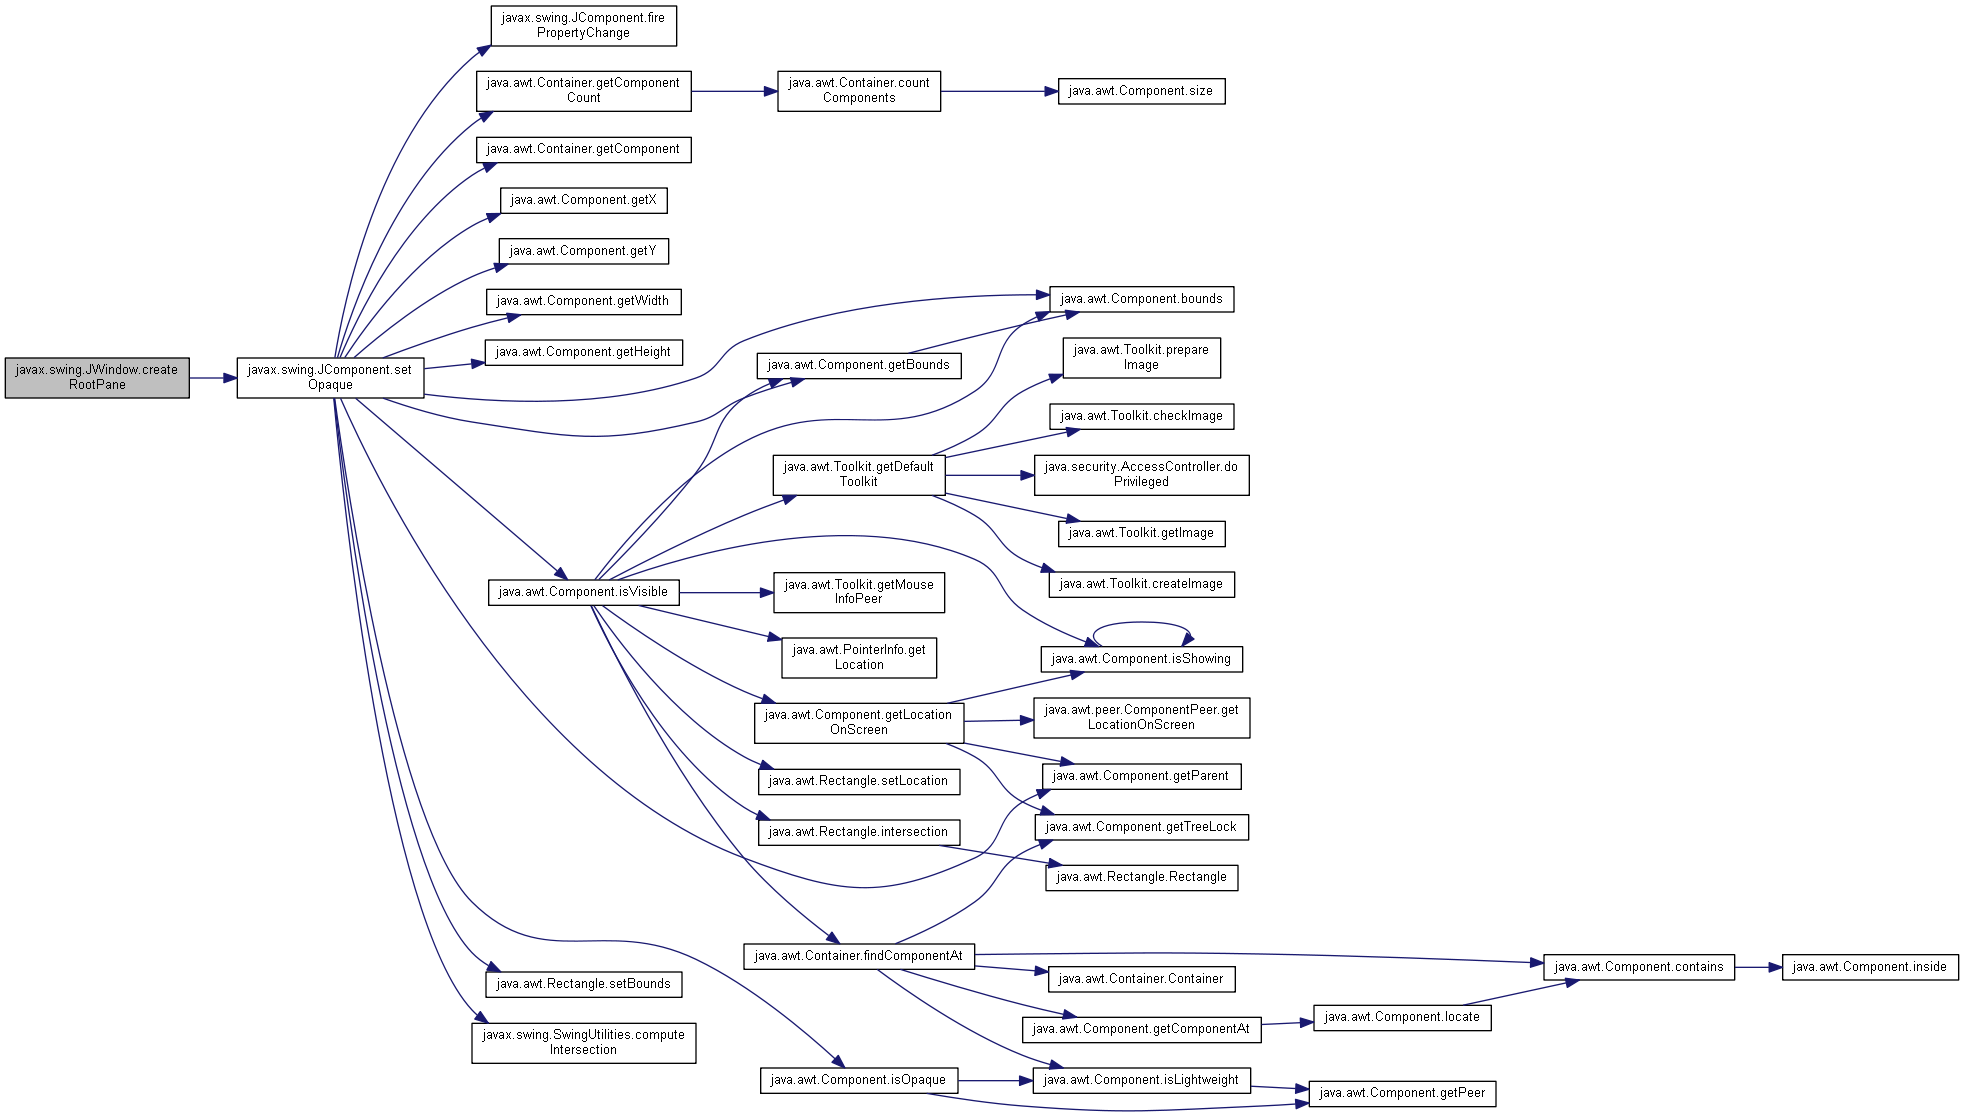 javax.swing.JWindow.create
RootPane
javax.swing.JComponent.set
Opaque
javax.swing.JComponent.fire
PropertyChange
java.awt.Container.getComponent
Count
java.awt.Container.getComponent
java.awt.Component.getX
java.awt.Component.getY
java.awt.Component.getWidth
java.awt.Component.getHeight
java.awt.Component.isVisible
java.awt.Rectangle.setBounds
javax.swing.SwingUtilities.compute
Intersection
java.awt.Container.count
Components
java.awt.Component.getBounds
java.awt.Toolkit.getDefault
Toolkit
java.awt.Toolkit.getMouse
InfoPeer
java.awt.PointerInfo.get
Location
java.awt.Component.getLocation
OnScreen
java.awt.Rectangle.setLocation
java.awt.Rectangle.intersection
java.awt.Container.findComponentAt
java.awt.Component.isOpaque
java.awt.Component.size
java.awt.Component.bounds
java.awt.Toolkit.prepare
Image
java.awt.Toolkit.checkImage
java.security.AccessController.do
Privileged
java.awt.Toolkit.getImage
java.awt.Toolkit.createImage
java.awt.Component.isShowing
java.awt.peer.ComponentPeer.get
LocationOnScreen
java.awt.Component.getParent
java.awt.Component.getTreeLock
java.awt.Rectangle.Rectangle
java.awt.Container.Container
java.awt.Component.getComponentAt
java.awt.Component.isLightweight
java.awt.Component.locate
java.awt.Component.getPeer
java.awt.Component.contains
java.awt.Component.inside